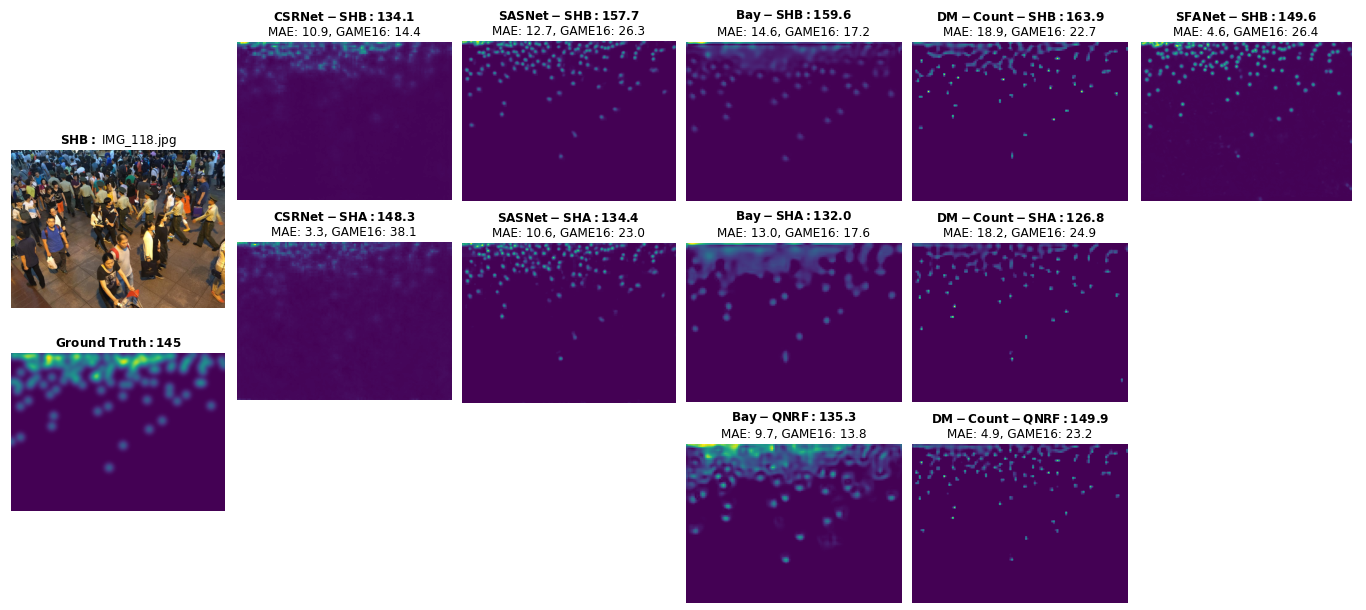 CSRNet − SHB : 134.1
MAE: 10.9, GAME16: 14.4
SASNet − SHB : 157.7
MAE: 12.7, GAME16: 26.3
Bay − SHB : 159.6
MAE: 14.6, GAME16: 17.2
DM − Count − SHB : 163.9
MAE: 18.9, GAME16: 22.7
SFANet − SHB : 149.6
MAE: 4.6, GAME16: 26.4
SHB : IMG_118.jpg
CSRNet − SHA : 148.3
MAE: 3.3, GAME16: 38.1
SASNet − SHA : 134.4
MAE: 10.6, GAME16: 23.0
Bay − SHA : 132.0
MAE: 13.0, GAME16: 17.6
DM − Count − SHA : 126.8
MAE: 18.2, GAME16: 24.9
Ground Truth : 145
Bay − QNRF : 135.3
MAE: 9.7, GAME16: 13.8
DM − Count − QNRF : 149.9
MAE: 4.9, GAME16: 23.2